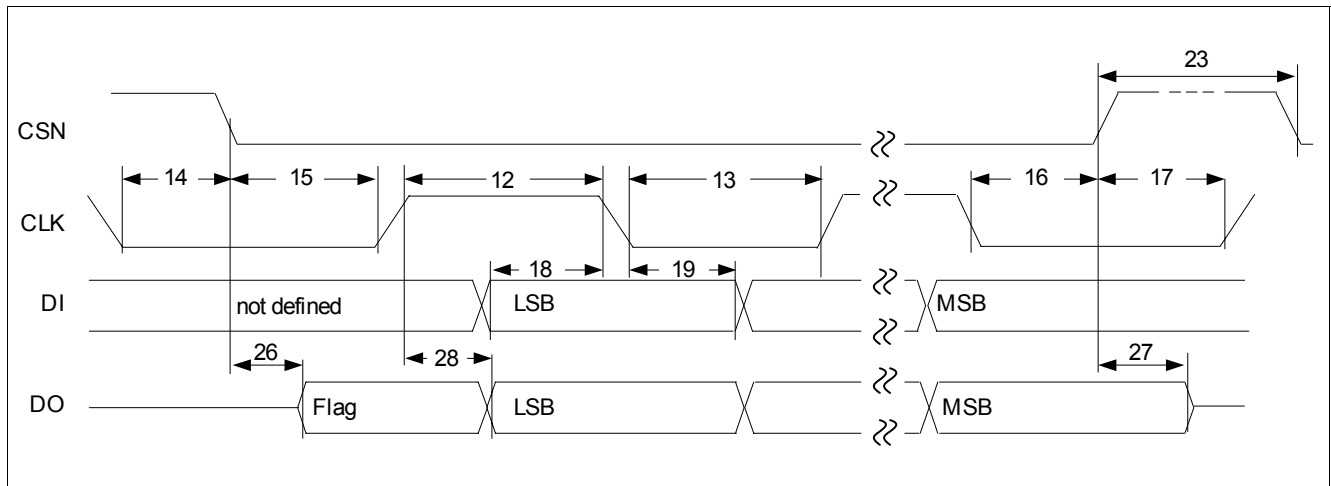 23
CSN
14 15 12 13 16 17
CLK
18 19
DI not defined LSB MSB
26 28 27
DO Flag LSB MSB